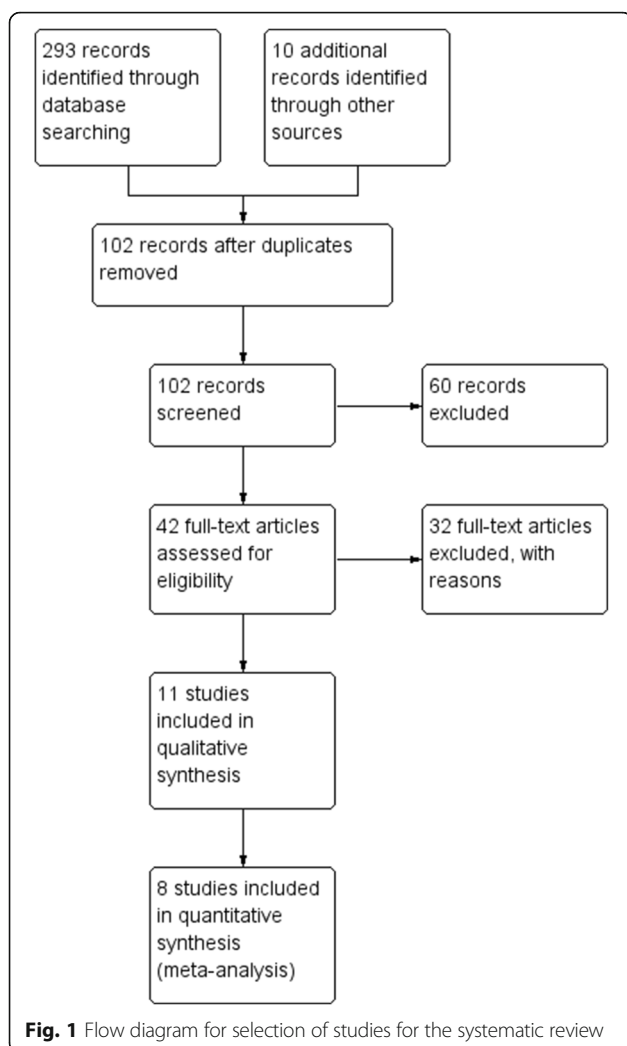 293 records
identified through
database
searching
10 additional
records identified
through other
sources
102 records after duplicates
removed
102 records
screened
60 records
excluded
42 full-text articles
assessed for
eligibility
32 full-text articles
excluded, with
reasons
11 studies
included in
qualitative
synthesis
8 studies included
in quantitative
synthesis
(meta-analysis)
Fig. 1 Flow diagram for selection of studies for the systematic review